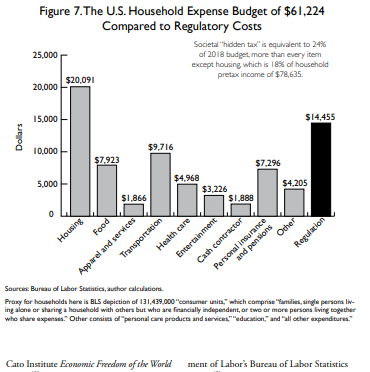 Figure 7. The U.S. Household Expense Budget of $61,224
Compared to Regulatory Costs
Societal "hidden tax" is equivalent to 24%
of 2018 budget, more than every item
except housing, which is 18% of household
pretax income of $78,635.
25,000
20,000
15,000
10,000
5,000
0
Dollars
$20,091
$7,923
$1,866
$9,716
$4,968
$3,226
$1,888
$7,296
$4,205
$14,455
Housing
Food
Apparel and services
Transportation
Health care
Entertainment
Cash contractor
Personal insurance
and pensions
Other
Regulation
Sources: Bureau of Labor Statistics, author calculations.
Proxy for households here is BLS depiction of 131,439,000 "consumer units," which comprise "families, single persons liv-
ing alone or sharing a household with others but who are financially independent, or two or more persons living together
who share expenses." Other consists of "personal care products and services," "education," and "all other expenditures."
Cato Institute Economic Freedom of the World
ment of Labor's Bureau of Labor Statistics